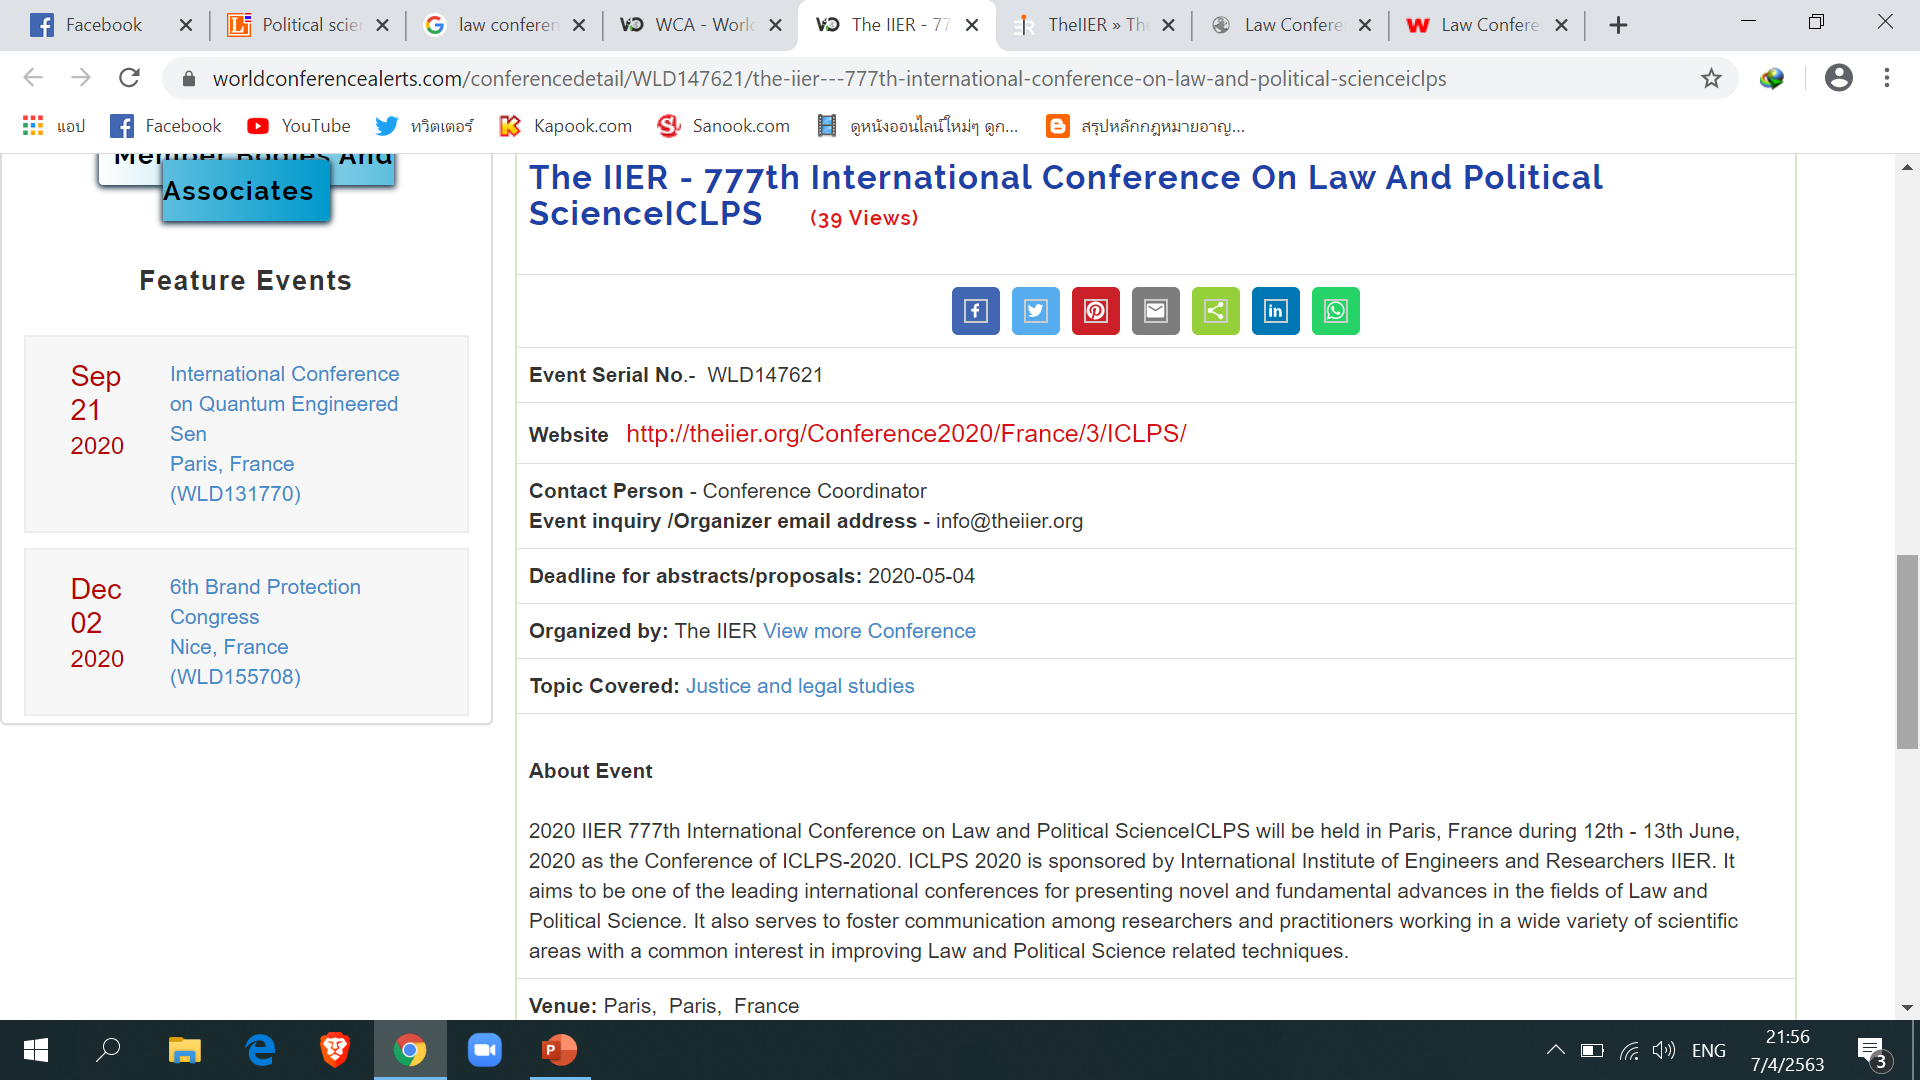 Facebook
Political scien
law conferen
WCA - World
The IIER - 77
TheIIER » The
Law Confere
Law Confere
worldconferencealerts.com/conferencedetail/WLD147621/the-iier---777th-international-conference-on-law-and-political-scienceiclps
แอป
Facebook
YouTube
ทวิตเตอร์
Kapook.com
Sanook.com
ดูหนังออนไลน์ใหม่ๆ ดูก...
สรุปหลักกฎหมายอาญ...
Member Bodies And
Associates
Feature Events
Sep
21
2020
International Conference
on Quantum Engineered
Sen
Paris, France
(WLD131770)
Dec
02
2020
6th Brand Protection
Congress
Nice, France
(WLD155708)
The IIER - 777th International Conference On Law And Political
ScienceICLPS (39 Views)
Event Serial No.- WLD147621
Website http://theiier.org/Conference2020/France/3/ICLPS/
Contact Person - Conference Coordinator
Event inquiry /Organizer email address - info@theiier.org
Deadline for abstracts/proposals: 2020-05-04
Organized by: The IIER View more Conference
Topic Covered: Justice and legal studies
About Event
2020 IIER 777th International Conference on Law and Political ScienceICLPS will be held in Paris, France during 12th - 13th June,
2020 as the Conference of ICLPS-2020. ICLPS 2020 is sponsored by International Institute of Engineers and Researchers IIER. It
aims to be one of the leading international conferences for presenting novel and fundamental advances in the fields of Law and
Political Science. It also serves to foster communication among researchers and practitioners working in a wide variety of scientific
areas with a common interest in improving Law and Political Science related techniques.
Venue: Paris, Paris, France
ENG
21:56
7/4/2563
3